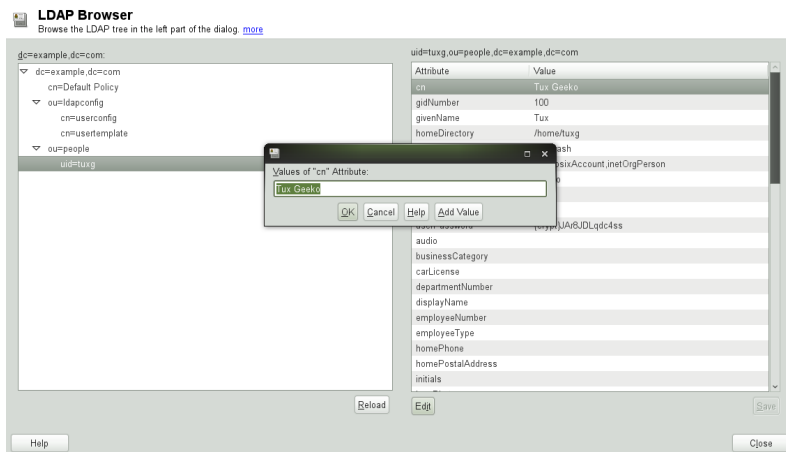 LDAP Browser
Browse the LDAP tree in the left part of the dialog. more
dc=example,dc=com:
dc=example,dc=com
cn=Default Policy
ou=ldapconfig
cn=userconfig
cn=usertemplate
ou=people
uid=tuxg
uid=tuxg,ou=people,dc=example,dc=com
Attribute Value
cn Tux Geeko
gidNumber 100
givenName Tux
homeDirectory /home/tuxg
ash
osixAccount,inetOrgPerson
o
Values of "cn" Attribute:
Tux Geeko
OK Cancel Help Add Value
audio
businessCategory
carLicense
departmentNumber
displayName
employeeNumber
employeeType
homePhone
homePostalAddress
initials
Reload Edit Save
Help Close